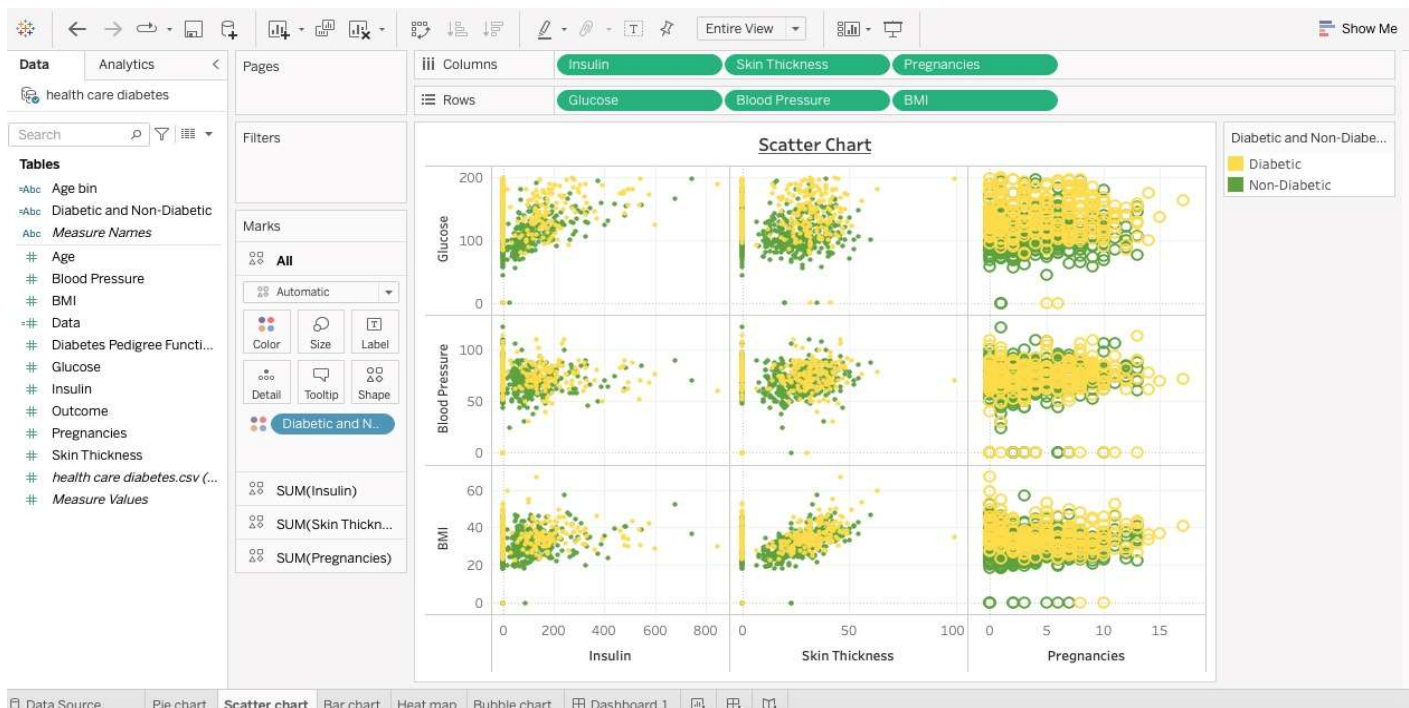 Entire View
Show Me
Data
Analytics
Pages
iii Columns
Insulin
Skin Thickness
Pregnancies
health care diabetes
Rows
Glucose
Blood Pressure
BMI
Search
Filters
Scatter Chart
Diabetic and Non-Diabe...
Diabetic
Non-Diabetic
Tables
Abc Age bin
Abc Diabetic and Non-Diabetic
Abc Measure Names
# Age
# Blood Pressure
# BMI
# Data
# Diabetes Pedigree Functi...
# Glucose
# Insulin
# Outcome
# Pregnancies
# Skin Thickness
# health care diabetes.csv (...
# Measure Values
Marks
All
Automatic
Color
Size
Label
Detail
Tooltip
Shape
Diabetic and N..
SUM(Insulin)
SUM(Skin Thickn...
SUM(Pregnancies)
Glucose
200
100
0
Blood Pressure
100
50
0
BMI
60
40
20
0
0 200 400 600 800
0 50 100
0 5 10 15
Insulin
Skin Thickness
Pregnancies
Data Source
Pie chart
Scatter chart
Bar chart
Heat map
Bubble chart
Dashboard 1